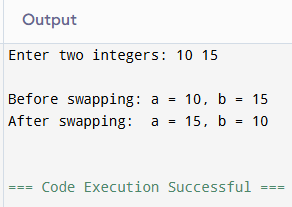 Output
Enter two integers: 10 15
Before swapping: a = 10, b = 15
After swapping:  a = 15, b = 10
=== Code Execution Successful ===